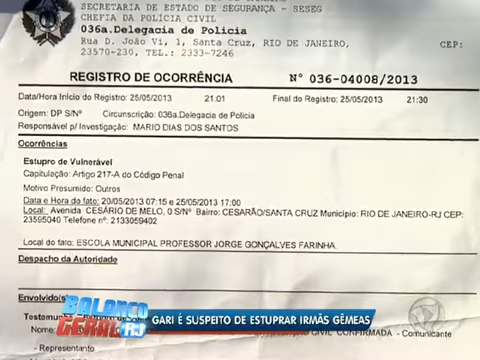 SECRETARIA DE ESTADO DE SEGURANÇA - SESEG
CHEFIA DA POLÍCIA CIVIL
036a.Delegacia de Polícia
Rua D. João Vi, 1, Santa Cruz, RIO DE JANEIRO, CEP:
23570-230, TEL.: 2333-7246
REGISTRO DE OCORRÊNCIA N° 036-04008/2013
Data/Hora Início do Registro: 25/05/2013 21:01 Final do Registro: 25/05/2013 21:30
Origem: DP S/Nº Circunscrição: 036a.Delegacia de Polícia
Responsável p/ Investigação: MARIO DIAS DOS SANTOS
Ocorrências
Estupro de Vulnerável
Capitulação: Artigo 217-A do Código Penal
Motivo Presumido: Outros
Data e Hora do fato: 20/05/2013 07:15 e 25/05/2013 17:00
Local: Avenida CESÁRIO DE MELO, 0 S/Nº Bairro: CESARÃO/SANTA CRUZ Município: RIO DE JANEIRO-RJ CEP:
23595040 Telefone nº: 2133059402
Local do fato: ESCOLA MUNICIPAL PROFESSOR JORGE GONÇALVES FARINHA.
Despacho da Autoridade
Envolvido(s)
BALANÇO
GERAL RJ
GARI É SUSPEITO DE ESTUPRAR IRMÃS GÊMEAS
Testemun
Nome: CIVIL CONFIRMADA - Comunicante
- Representante